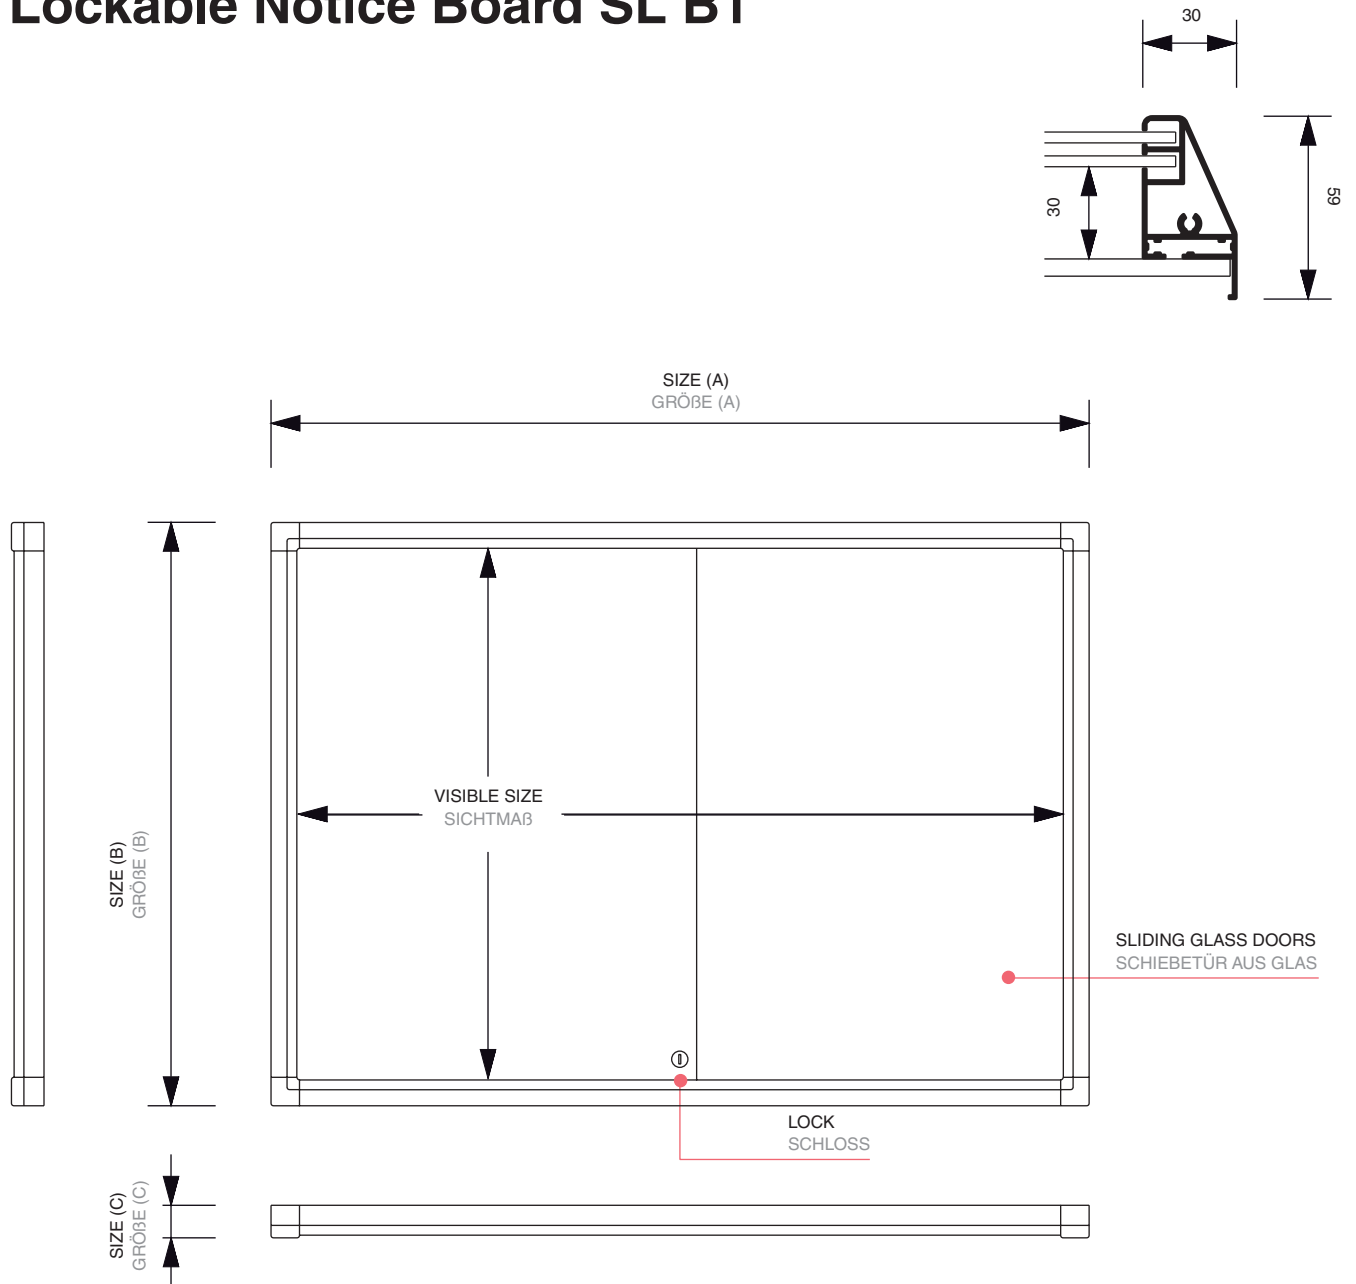 Lockable Notice Board SL B1
30
59
30
SIZE (A)
GRÖßE (A)
VISIBLE SIZE
SICHTMAß
SIZE (B)
GRÖßE (B)
SLIDING GLASS DOORS
SCHIEBETÜR AUS GLAS
LOCK
SCHLOSS
SIZE (C)
GRÖßE (C)